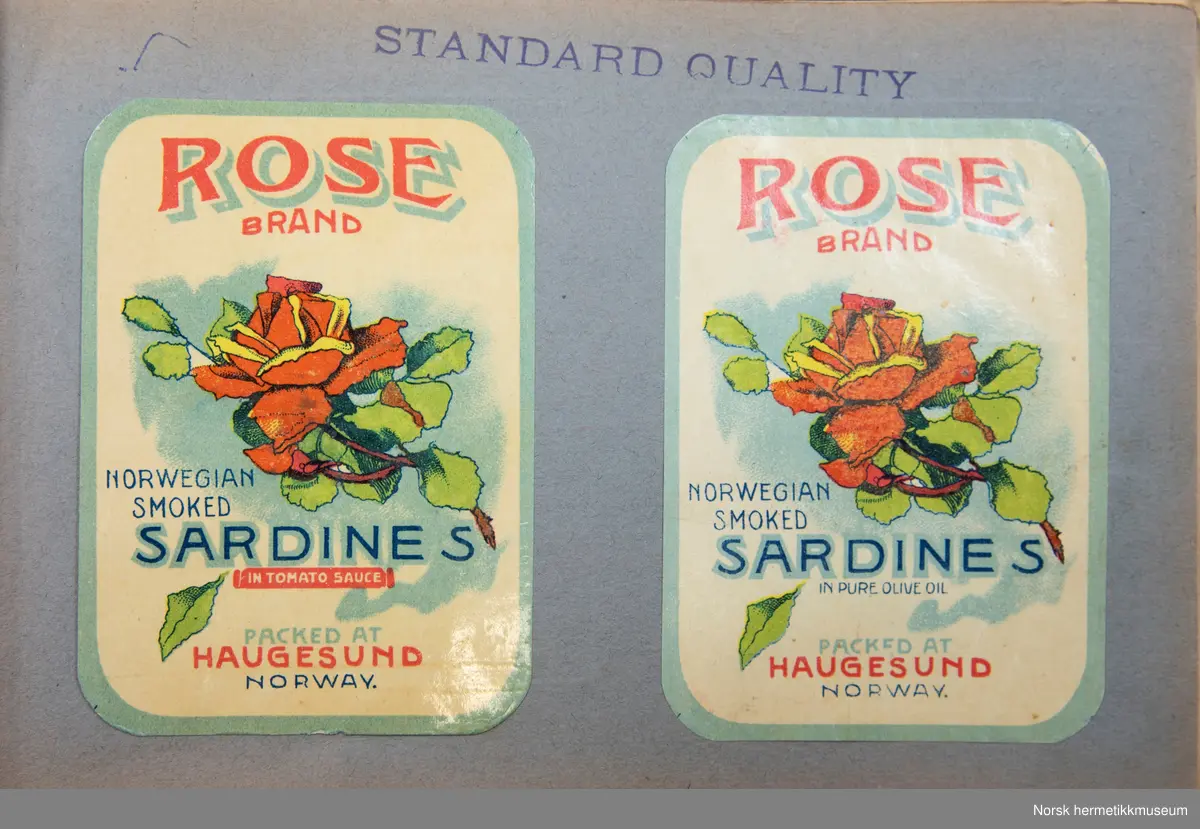 STANDARD QUALITY
ROSE
BRAND
NORWEGIAN
SMOKED
SARDINES
IN TOMATO SAUCE
PACKED AT
HAUGESUND
NORWAY.
ROSE
BRAND
NORWEGIAN
SMOKED
SARDINES
IN PURE OLIVE OIL
PACKED AT
HAUGESUND
NORWAY.
Norsk hermetikkmuseum